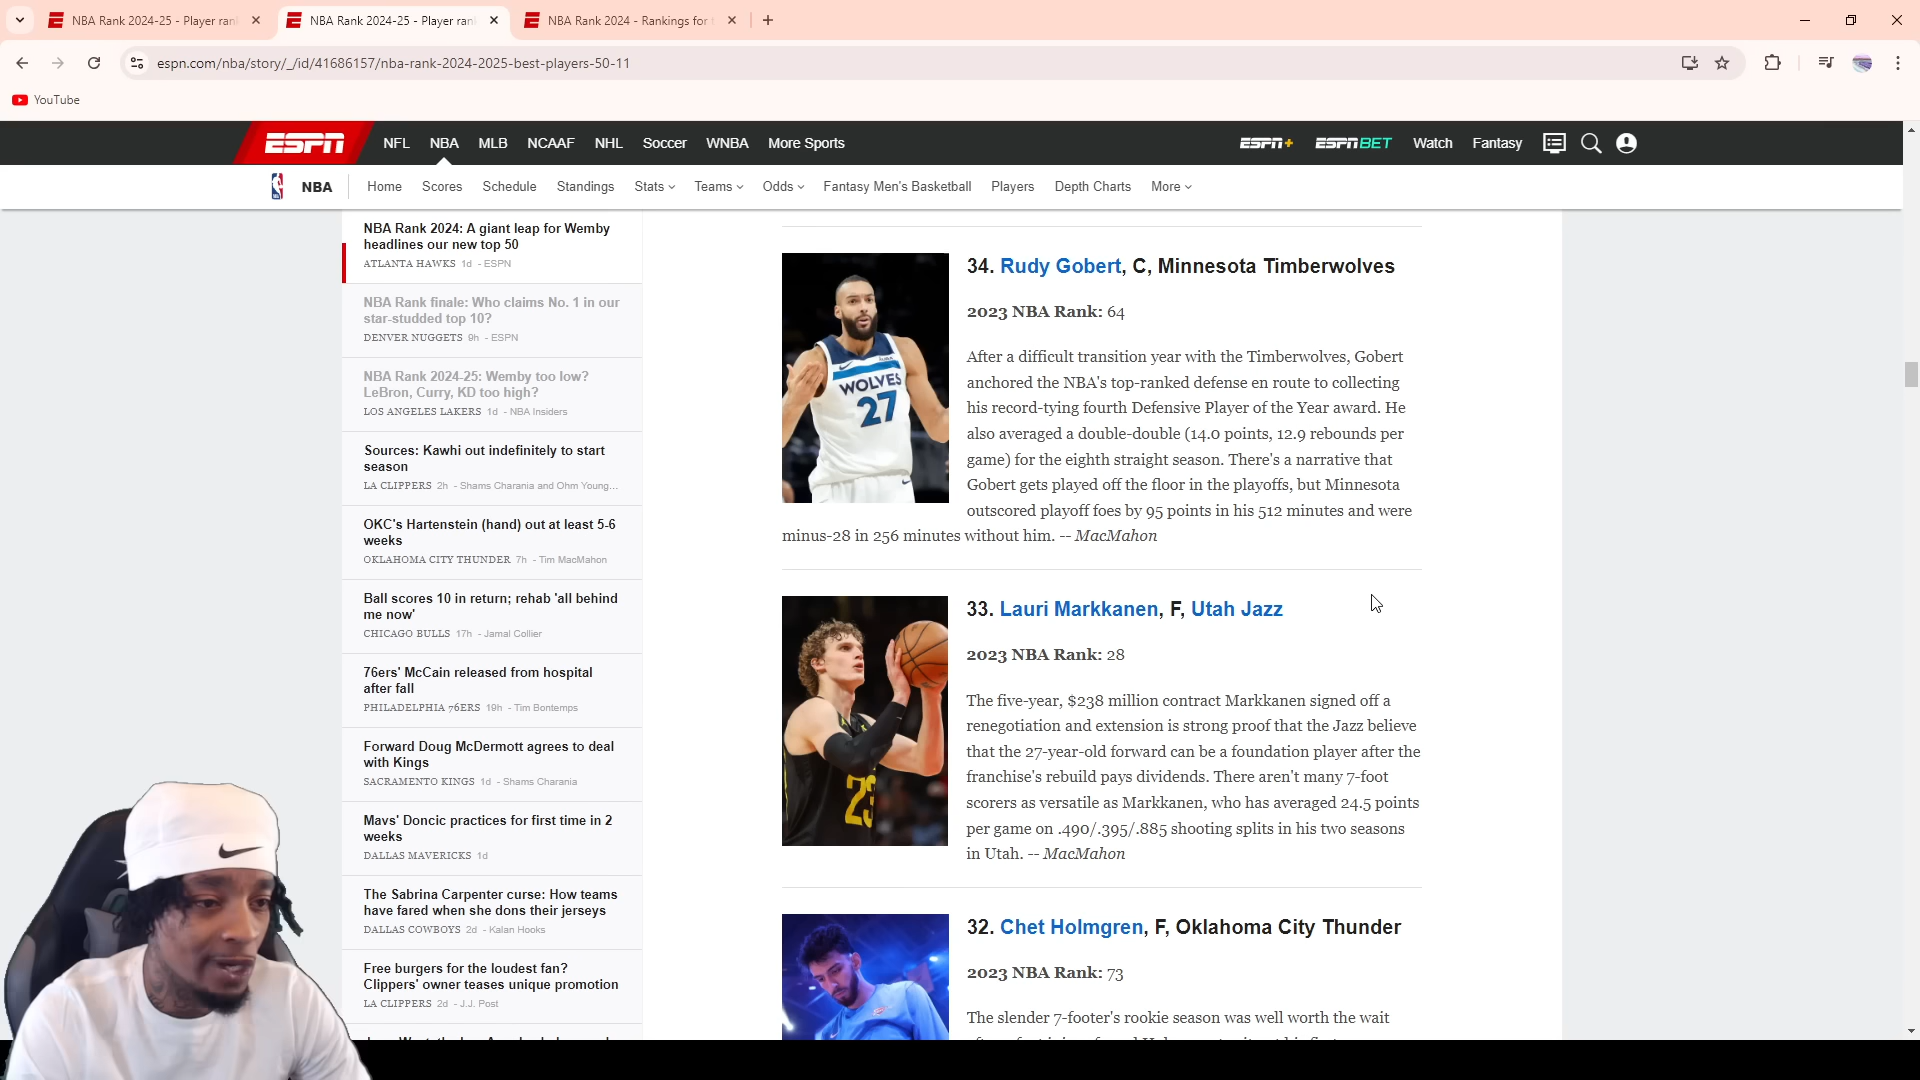 NBA Rank 2024-25 - Player ran
NBA Rank 2024-25 - Player rank
NBA Rank 2024 - Rankings for t
espn.com/nba/story/_/id/41686157/nba-rank-2024-2025-best-players-50-11
YouTube
ESPN NFL NBA MLB NCAAF NHL Soccer WNBA More Sports ESPN+ ESPN BET Watch Fantasy
NBA Home Scores Schedule Standings Stats Teams Odds Fantasy Men's Basketball Players Depth Charts More
NBA Rank 2024: A giant leap for Wemby
headlines our new top 50
ATLANTA HAWKS 1d - ESPN
NBA Rank finale: Who claims No. 1 in our
star-studded top 10?
DENVER NUGGETS 9h - ESPN
NBA Rank 2024-25: Wemby too low?
LeBron, Curry, KD too high?
LOS ANGELES LAKERS 1d - NBA Insiders
Sources: Kawhi out indefinitely to start
season
LA CLIPPERS 2h - Shams Charania and Ohm Young...
OKC's Hartenstein (hand) out at least 5-6
weeks
OKLAHOMA CITY THUNDER 7h - Tim MacMahon
Ball scores 10 in return; rehab 'all behind
me now'
CHICAGO BULLS 17h - Jamal Collier
76ers' McCain released from hospital
after fall
PHILADELPHIA 76ERS 19h - Tim Bontemps
Forward Doug McDermott agrees to deal
with Kings
SACRAMENTO KINGS 1d - Shams Charania
Mavs' Doncic practices for first time in 2
weeks
DALLAS MAVERICKS 1d
The Sabrina Carpenter curse: How teams
have fared when she dons their jerseys
DALLAS COWBOYS 2d - Kalan Hooks
Free burgers for the loudest fan?
Clippers' owner teases unique promotion
LA CLIPPERS 2d - J.J. Post
34. Rudy Gobert, C, Minnesota Timberwolves
2023 NBA Rank: 64
After a difficult transition year with the Timberwolves, Gobert
anchored the NBA's top-ranked defense en route to collecting
his record-tying fourth Defensive Player of the Year award. He
also averaged a double-double (14.0 points, 12.9 rebounds per
game) for the eighth straight season. There's a narrative that
Gobert gets played off the floor in the playoffs, but Minnesota
outscored playoff foes by 95 points in his 512 minutes and were
minus-28 in 256 minutes without him. -- MacMahon
WOLVES
27
33. Lauri Markkanen, F, Utah Jazz
2023 NBA Rank: 28
The five-year, $238 million contract Markkanen signed off a
renegotiation and extension is strong proof that the Jazz believe
that the 27-year-old forward can be a foundation player after the
franchise's rebuild pays dividends. There aren't many 7-foot
scorers as versatile as Markkanen, who has averaged 24.5 points
per game on .490/.395/.885 shooting splits in his two seasons
in Utah. -- MacMahon
23
32. Chet Holmgren, F, Oklahoma City Thunder
2023 NBA Rank: 73
The slender 7-footer's rookie season was well worth the wait